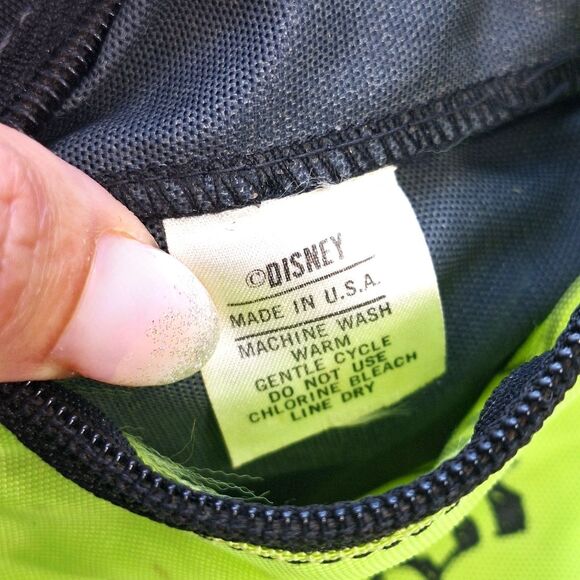 ©DISNEY
MADE IN U.S.A.
MACHINE WASH
WARM
GENTLE CYCLE
DO NOT USE
CHLORINE BLEACH
LINE DRY